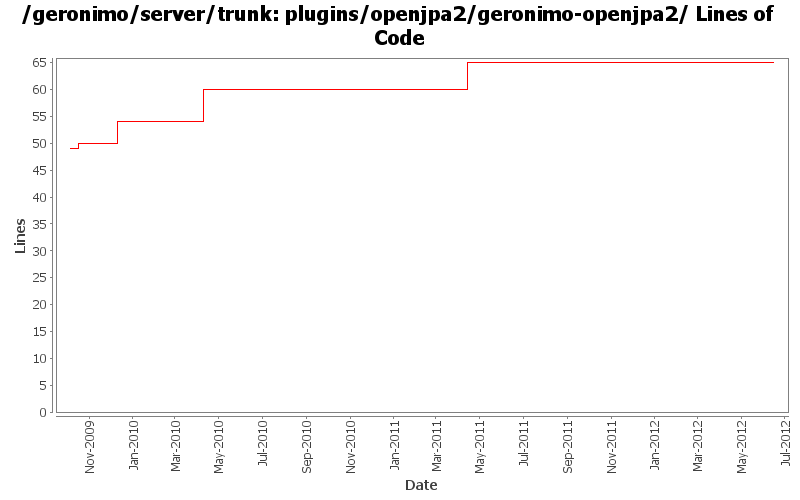 /geronimo/server/trunk: plugins/openjpa2/geronimo-openjpa2/ Lines of
Code
65
60
55
50
45
40
35
30
25
20
15
10
5
0
Lines
Nov-2009
Jan-2010
Mar-2010
May-2010
Jul-2010
Sep-2010
Nov-2010
Jan-2011
Mar-2011
May-2011
Jul-2011
Sep-2011
Nov-2011
Jan-2012
Mar-2012
May-2012
Jul-2012
Date